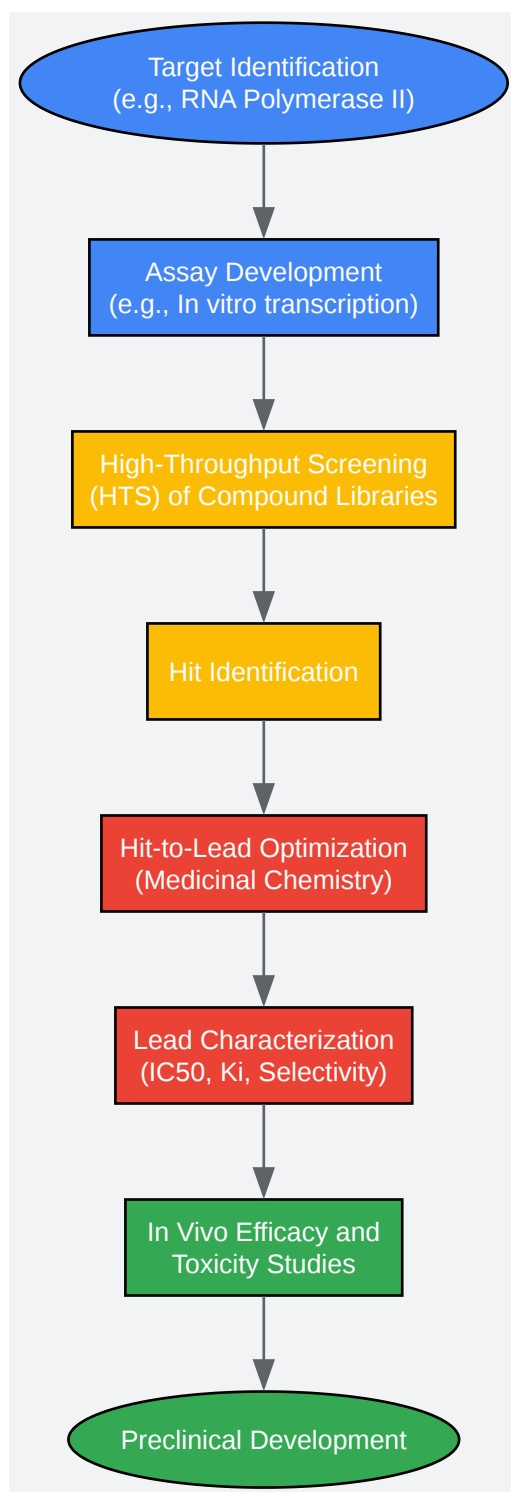 Target Identification
(e.g., RNA Polymerase II)
Assay Development
(e.g., In vitro transcription)
High-Throughput Screening
(HTS) of Compound Libraries
Hit Identification
Hit-to-Lead Optimization
(Medicinal Chemistry)
Lead Characterization
(IC50, Ki, Selectivity)
In Vivo Efficacy and
Toxicity Studies
Preclinical Development